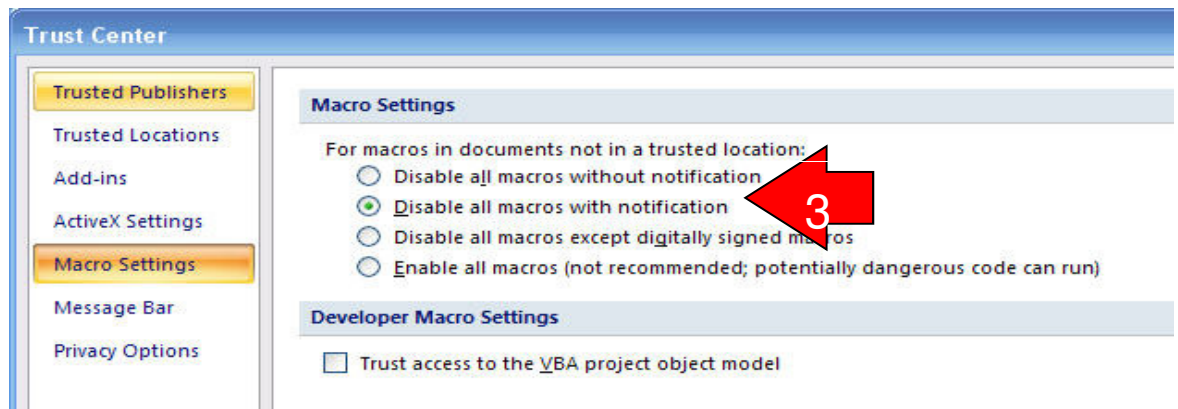 Trust Center
Trusted Publishers
Trusted Locations
Add-ins
ActiveX Settings
Macro Settings
Message Bar
Privacy Options
Macro Settings
For macros in documents not in a trusted location:
Disable all macros without notification
Disable all macros with notification
3
Disable all macros except digitally signed macros
Enable all macros (not recommended; potentially dangerous code can run)
Developer Macro Settings
Trust access to the VBA project object model